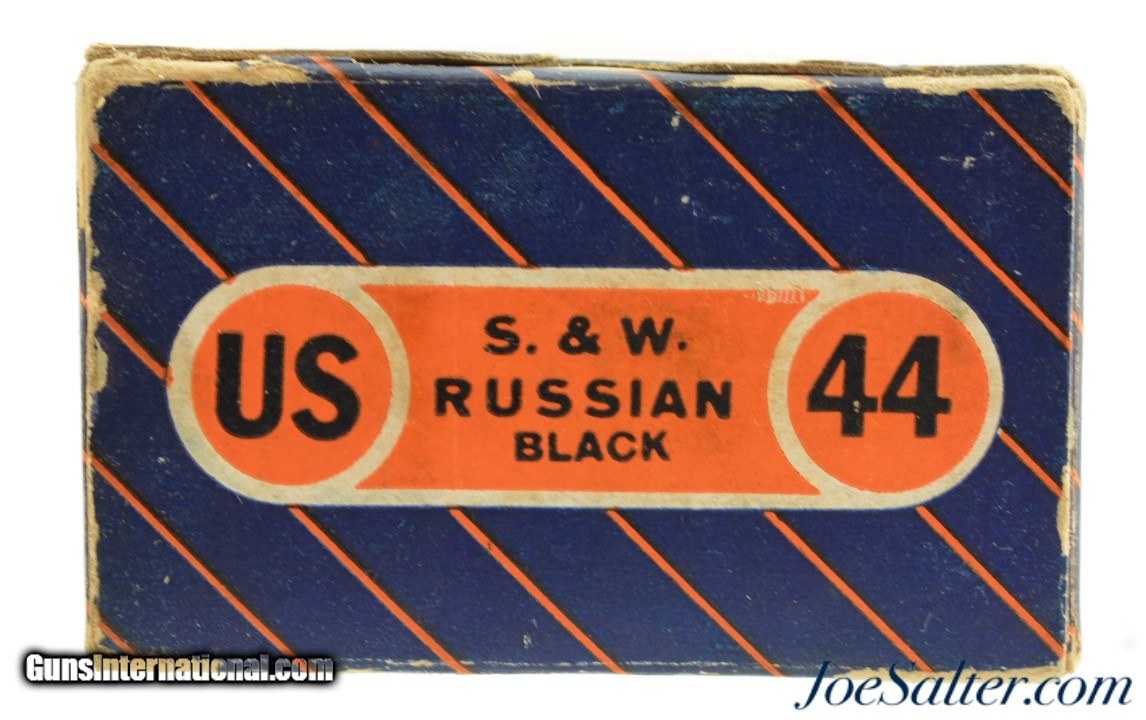 US
S. & W.
RUSSIAN
BLACK
44
GunsInternational.com
JoeSalter.com